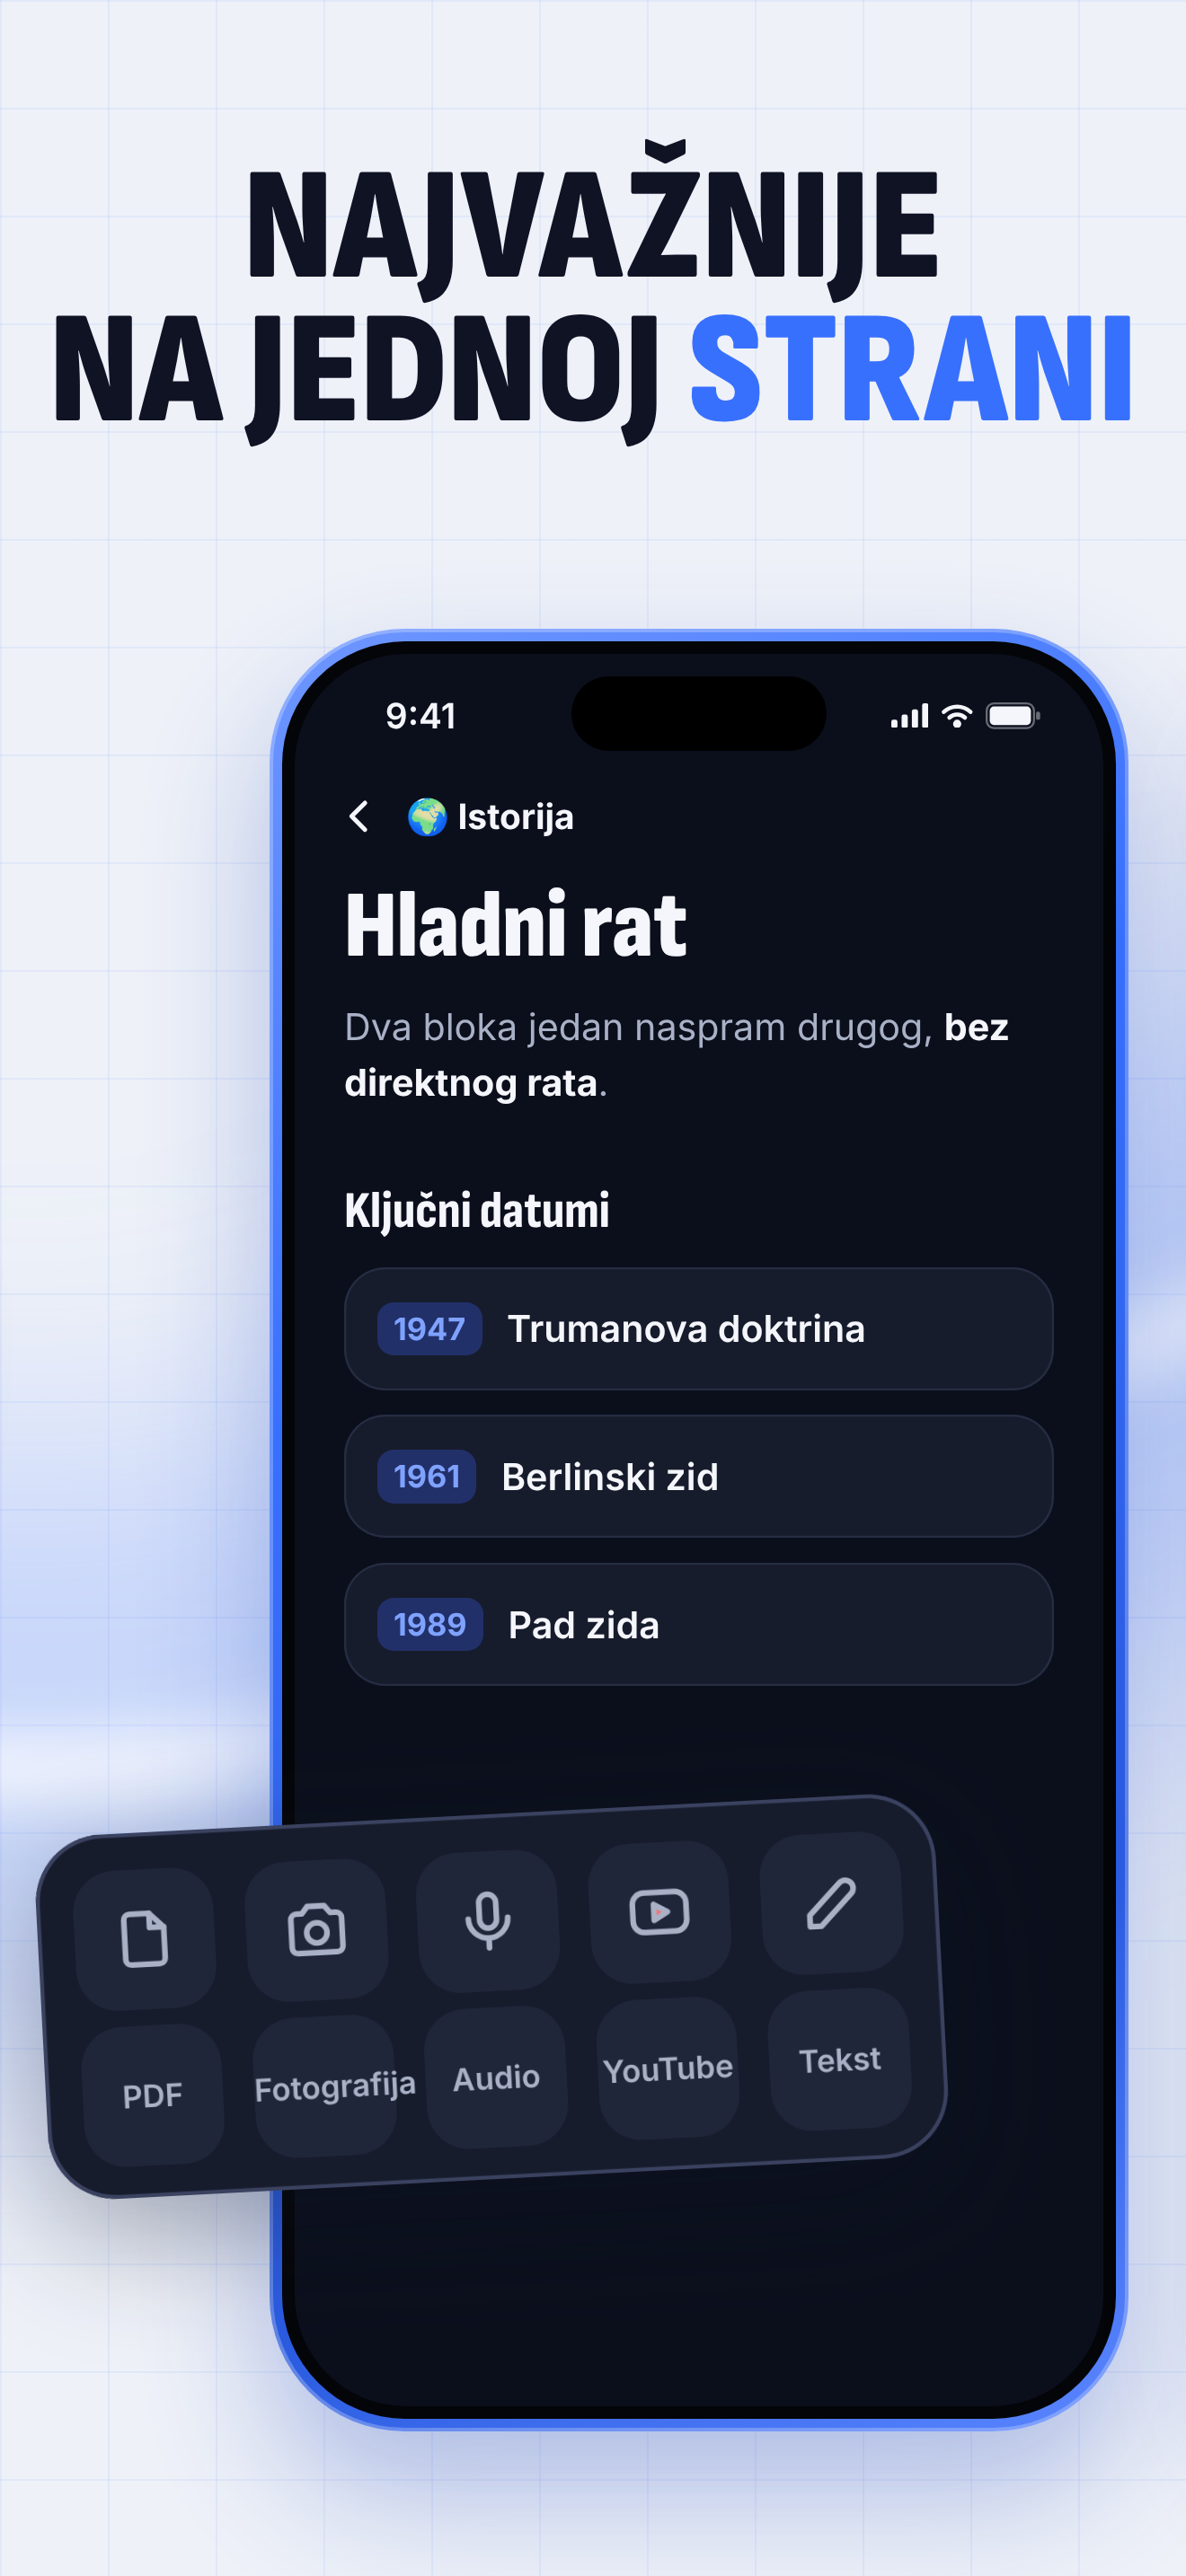 NAJVAŽNIJE
NA JEDNOJ STRANI
9:41
🌍 Istorija
Hladni rat
Dva bloka jedan naspram drugog, bez
direktnog rata.
Ključni datumi
1947 Trumanova doktrina
1961 Berlinski zid
1989 Pad zida
PDF Fotografija Audio YouTube Tekst